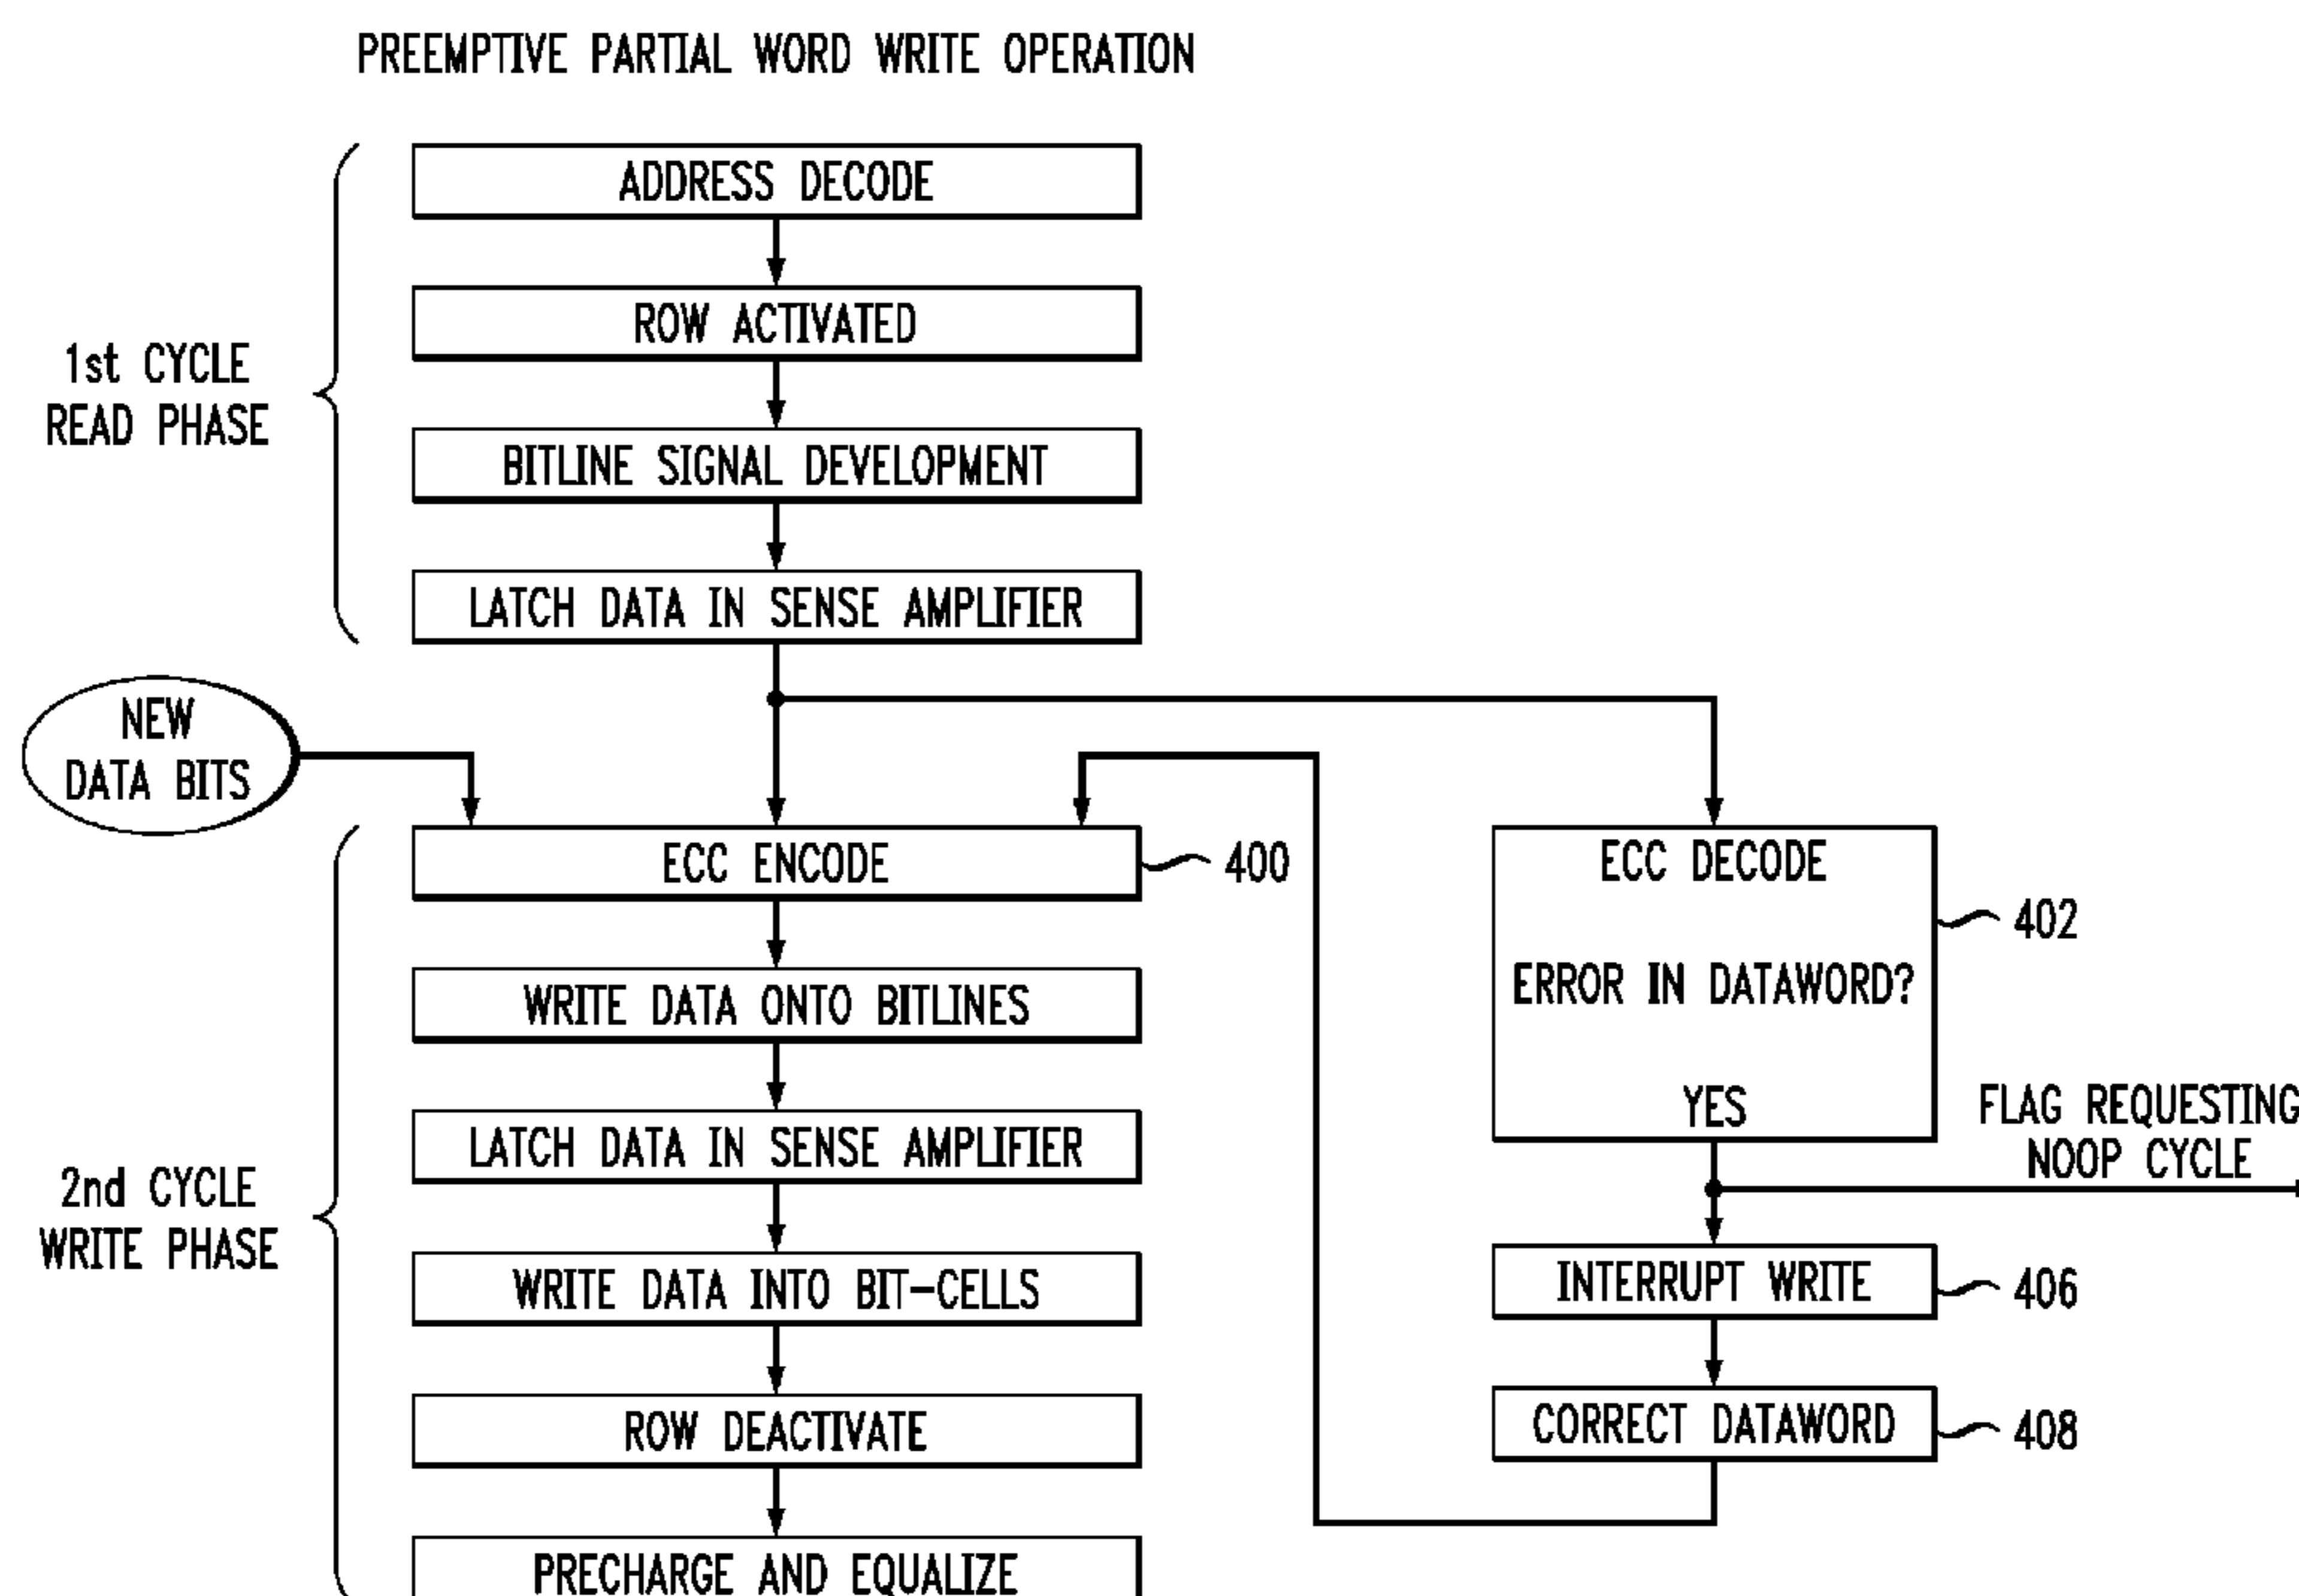 PREEMPTIVE PARTIAL WORD WRITE OPERATION
ADDRESS DECODE
ROW ACTIVATED
1st CYCLE
READ PHASE
BITLINE SIGNAL DEVELOPMENT
LATCH DATA IN SENSE AMPLIFIER
NEW
DATA BITS
ECC ENCODE
400
ECC DECODE
402
ERROR IN DATAWORD?
YES
WRITE DATA ONTO BITLINES
LATCH DATA IN SENSE AMPLIFIER
FLAG REQUESTING
NOOP CYCLE
2nd CYCLE
WRITE PHASE
WRITE DATA INTO BIT-CELLS
INTERRUPT WRITE
406
ROW DEACTIVATE
CORRECT DATAWORD
408
PRECHARGE AND EQUALIZE